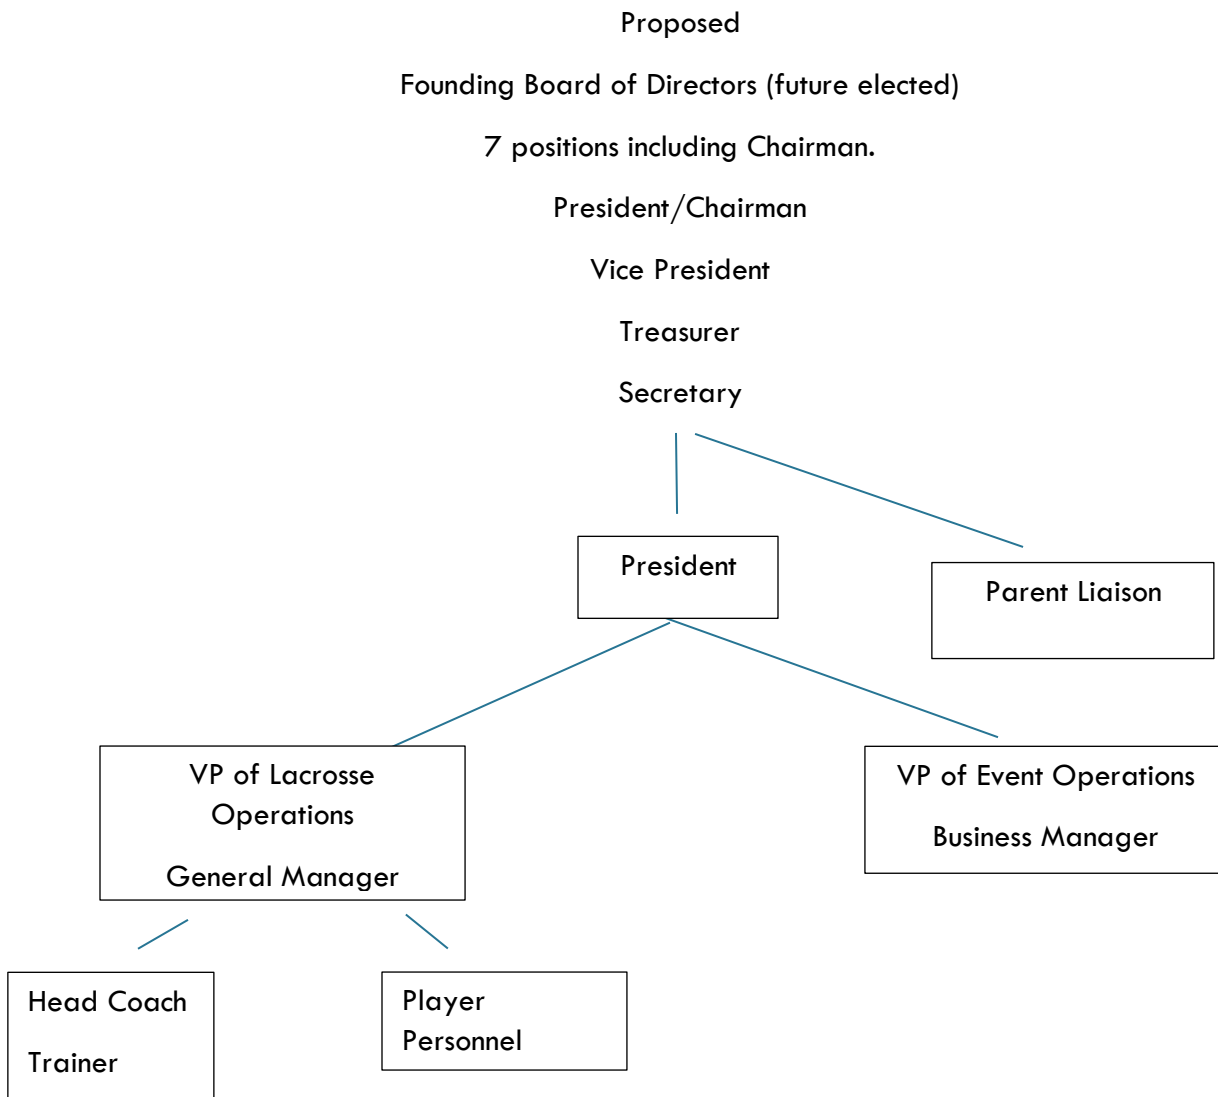 Proposed
Founding Board of Directors (future elected)
7 positions including Chairman.
President/Chairman
Vice President
Treasurer
Secretary
President
Parent Liaison
VP of Lacrosse
Operations
General Manager
VP of Event Operations
Business Manager
Head Coach
Trainer
Player
Personnel